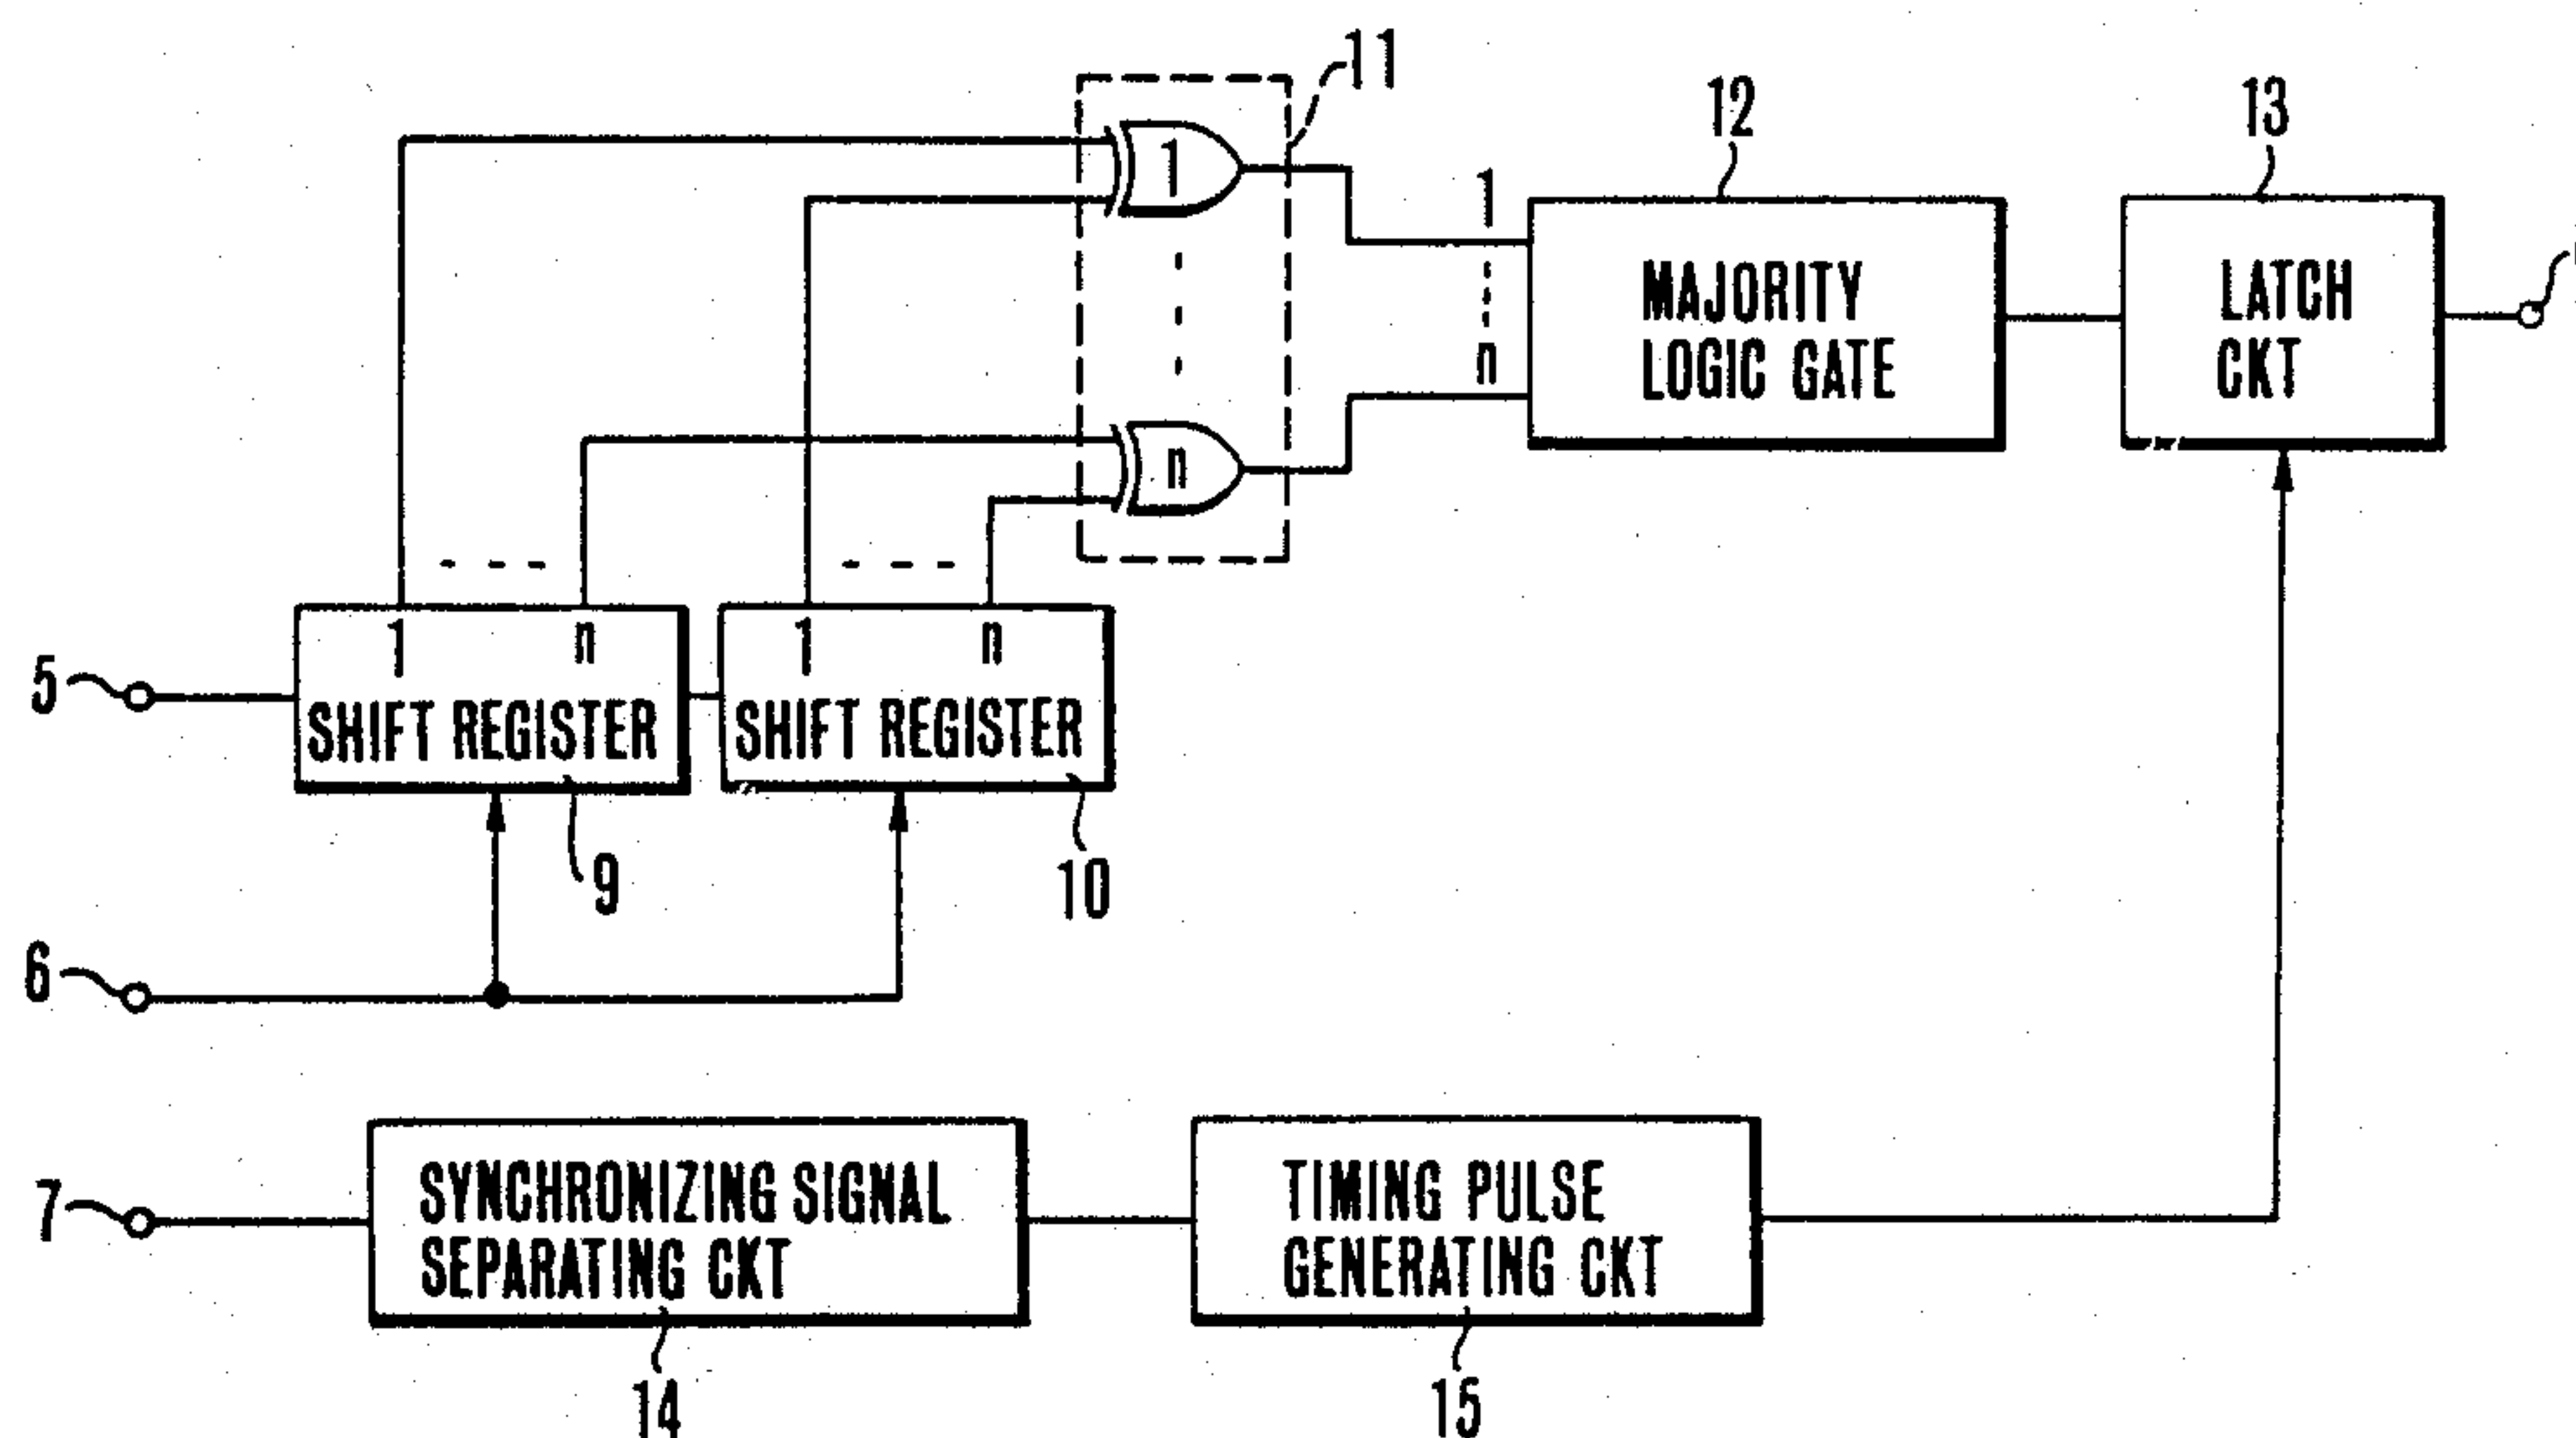 11
12
13
1
1
n
MAJORITY
LOGIC GATE
LATCH
CKT
n
1 n
SHIFT REGISTER
1 n
SHIFT REGISTER
5
9
10
6
7
SYNCHRONIZING SIGNAL
SEPARATING CKT
TIMING PULSE
GENERATING CKT
14
15